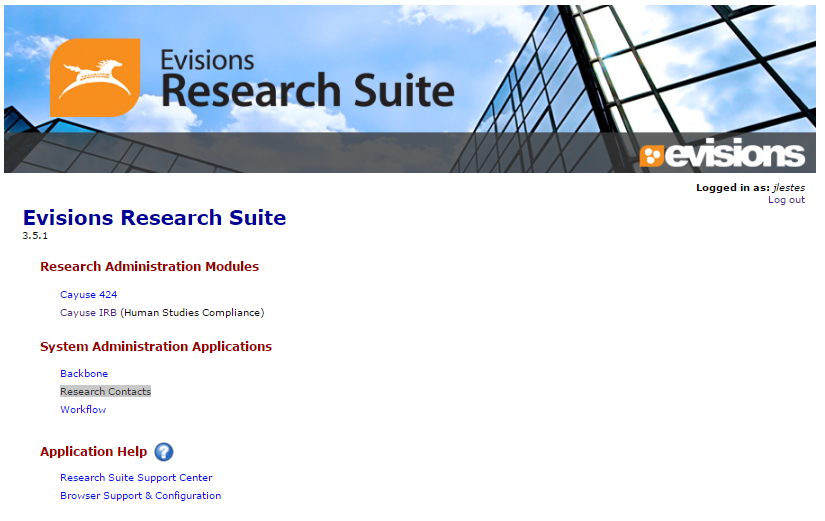 Evisions
Research Suite
evisions
Logged in as: jlestes
Log out
Evisions Research Suite
3.5.1
Research Administration Modules
Cayuse 424
Cayuse IRB (Human Studies Compliance)
System Administration Applications
Backbone
Research Contacts
Workflow
Application Help ?
Research Suite Support Center
Browser Support & Configuration